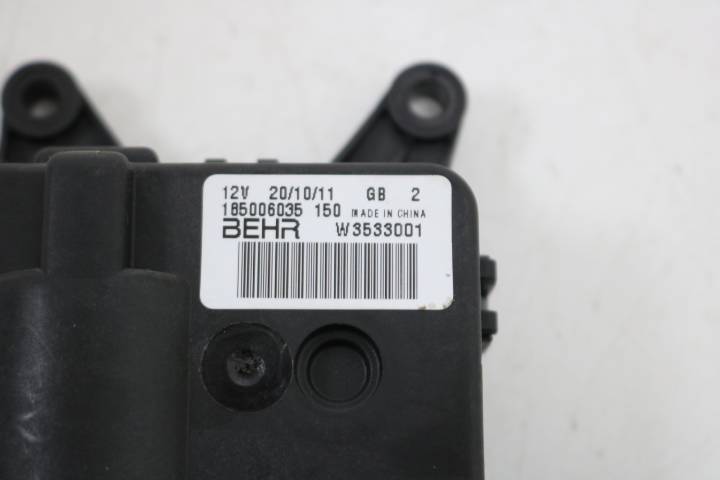 12V 20/10/11 GB 2
185006035 150 MADE IN CHINA
BEHR W3533001